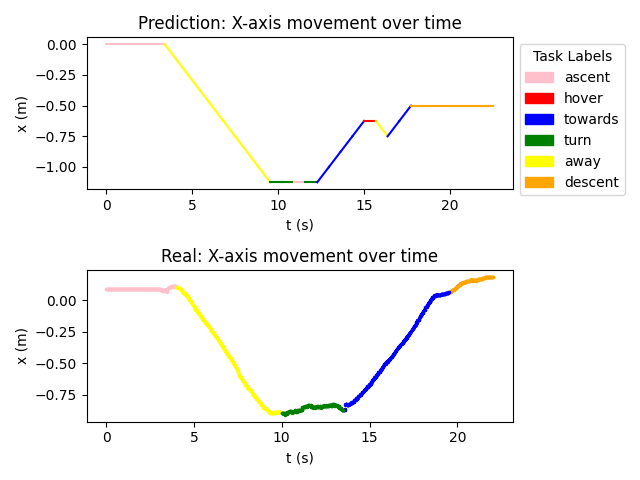 Prediction: X-axis movement over time
0.00
−0.25
−0.50
−0.75
−1.00
x (m)
0 5 10 15 20
t (s)
Task Labels
ascent
hover
towards
turn
away
descent
Real: X-axis movement over time
0.00
−0.25
−0.50
−0.75
x (m)
0 5 10 15 20
t (s)